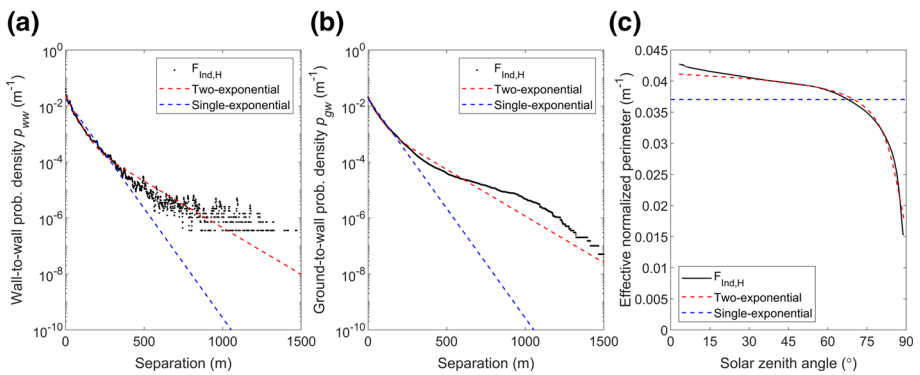 (a)
Wall-to-wall prob. density p_ww (m^-1)
10^0
10^-2
10^-4
10^-6
10^-8
10^-10
F_Ind,H
Two-exponential
Single-exponential
0 500 1000 1500
Separation (m)
(b)
Ground-to-wall prob. density p_gw (m^-1)
10^0
10^-2
10^-4
10^-6
10^-8
10^-10
F_Ind,H
Two-exponential
Single-exponential
0 500 1000 1500
Separation (m)
(c)
Effective normalized perimeter (m^-1)
0.045
0.04
0.035
0.03
0.025
0.02
0.015
0.01
0.005
0
F_Ind,H
Two-exponential
Single-exponential
0 15 30 45 60 75 90
Solar zenith angle (°)